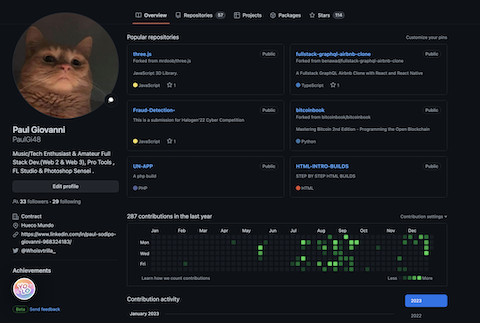 Overview
Repositories 57
Projects
Packages
Stars 114
Popular repositories
Customize your pins
three.js
Public
Forked from mrdoob/three.js
JavaScript 3D-Library
JavaScript 1
fullstack-graphql-airbnb-clone
Public
Forked from benawad/fullstack-graphql-airbnb-clone
A Fullstack GraphQL Airbnb Clone with React and React Native
TypeScript 1
Fraud-Detection-
Public
This is a submission for Halogen'22 Cyber Competition
JavaScript 1
bitcoinbook
Public
Forked from bitcoinbook/bitcoinbook
Mastering Bitcoin 2nd Edition - Programming the Open Blockchain
Python
UN-APP
Public
A php build
PHP
HTML-INTRO-BUILDS
Public
STEP BY STEP HTML BUILDS
HTML
Paul Giovanni
PaulGi48
Music/Tech Enthusiast & Amateur Full
Stack Dev.(Web 2 & Web 3), Pro Tools ,
FL Studio & Photoshop Sensei .
Edit profile
33 followers · 29 following
Contract
Hueco Mundo
https://www.linkedin.com/in/paul-sodipo-
giovanni-968324183/
@Whoisvtrilla_
Achievements
YOLO
Beta Send feedback
287 contributions in the last year
Contribution settings
Jan Feb Mar Apr May Jun Jul Aug Sep Oct Nov Dec
Mon
Wed
Fri
Learn how we count contributions
Less More
Contribution activity
2023
January 2023
2022